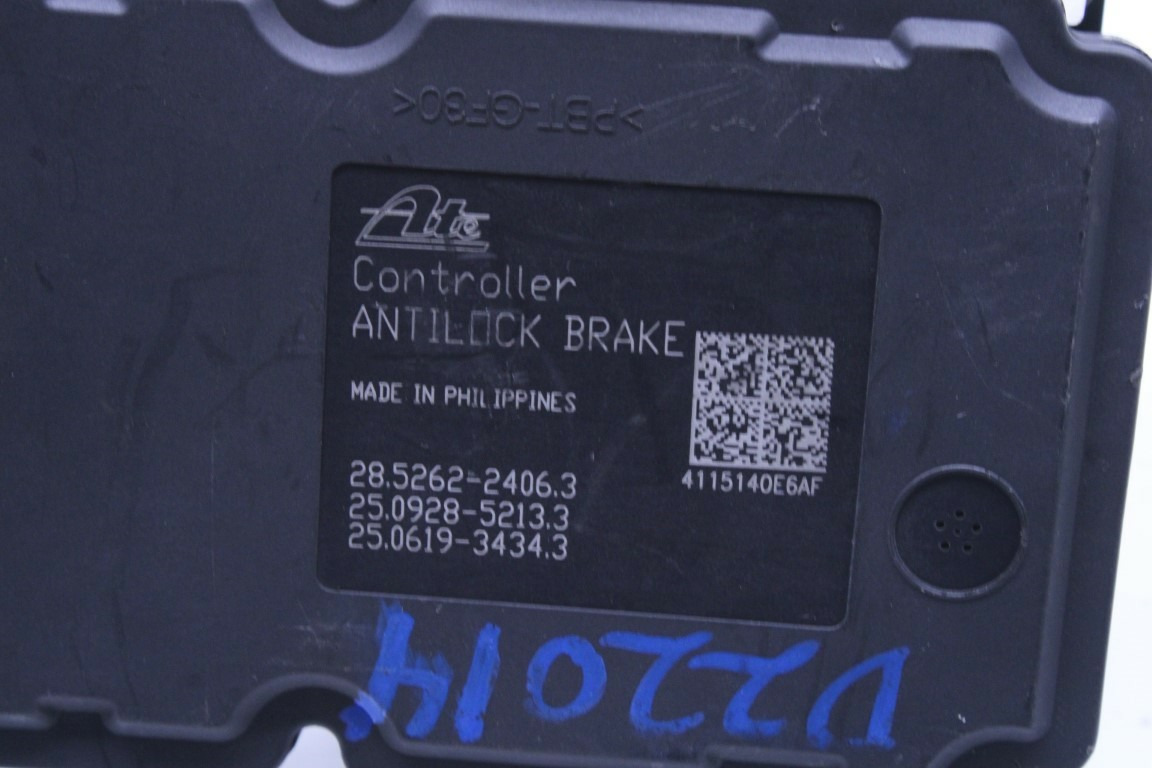 >PBT-GF30<
Ate
Controller
ANTILOCK BRAKE
MADE IN PHILIPPINES
28.5262-2406.3
25.0928-5213.3
25.0619-3434.3
4115140E6AF
V22014